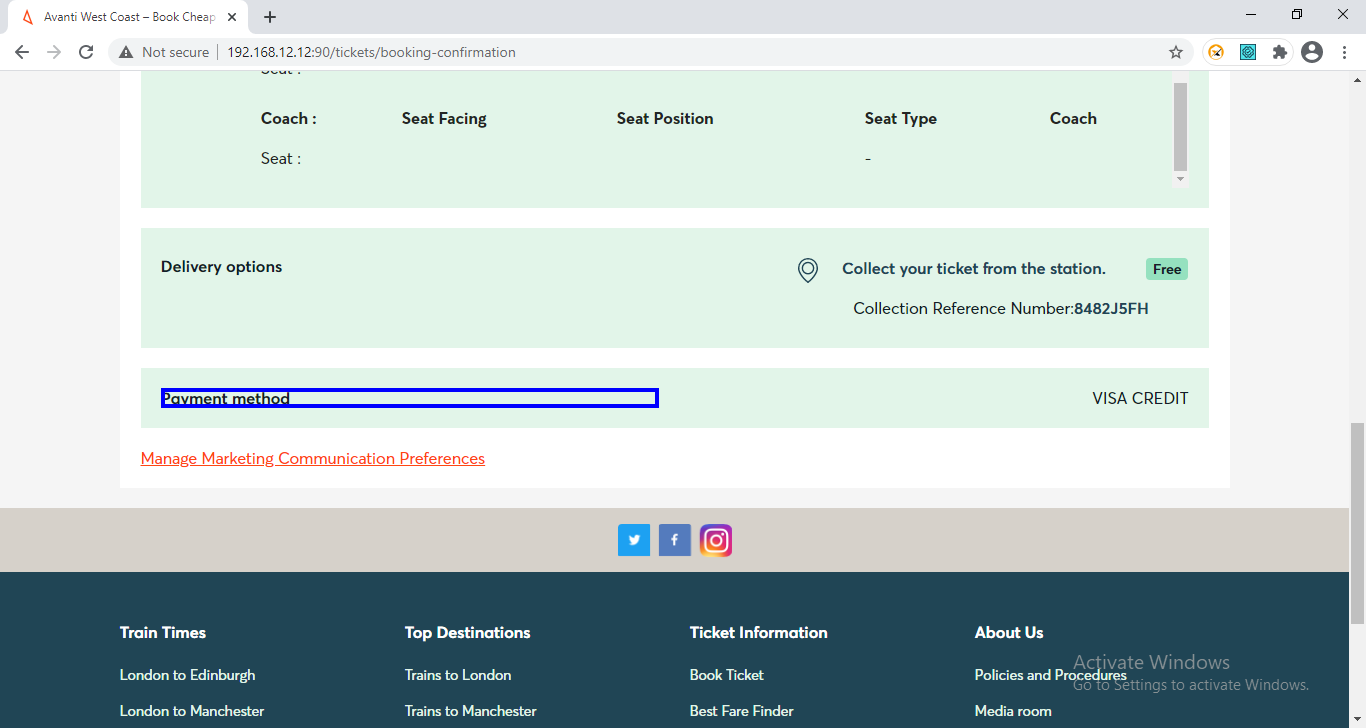 Avanti West Coast – Book Cheap
Not secure
192.168.12.12:90/tickets/booking-confirmation
Seat :
Coach : Seat Facing Seat Position Seat Type Coach
Seat : -
Delivery options
Collect your ticket from the station. Free
Collection Reference Number:8482J5FH
Payment method VISA CREDIT
Manage Marketing Communication Preferences
Train Times Top Destinations Ticket Information About Us
London to Edinburgh Trains to London Book Ticket Policies and Procedures
London to Manchester Trains to Manchester Best Fare Finder Media room
Activate Windows
Go to Settings to activate Windows.